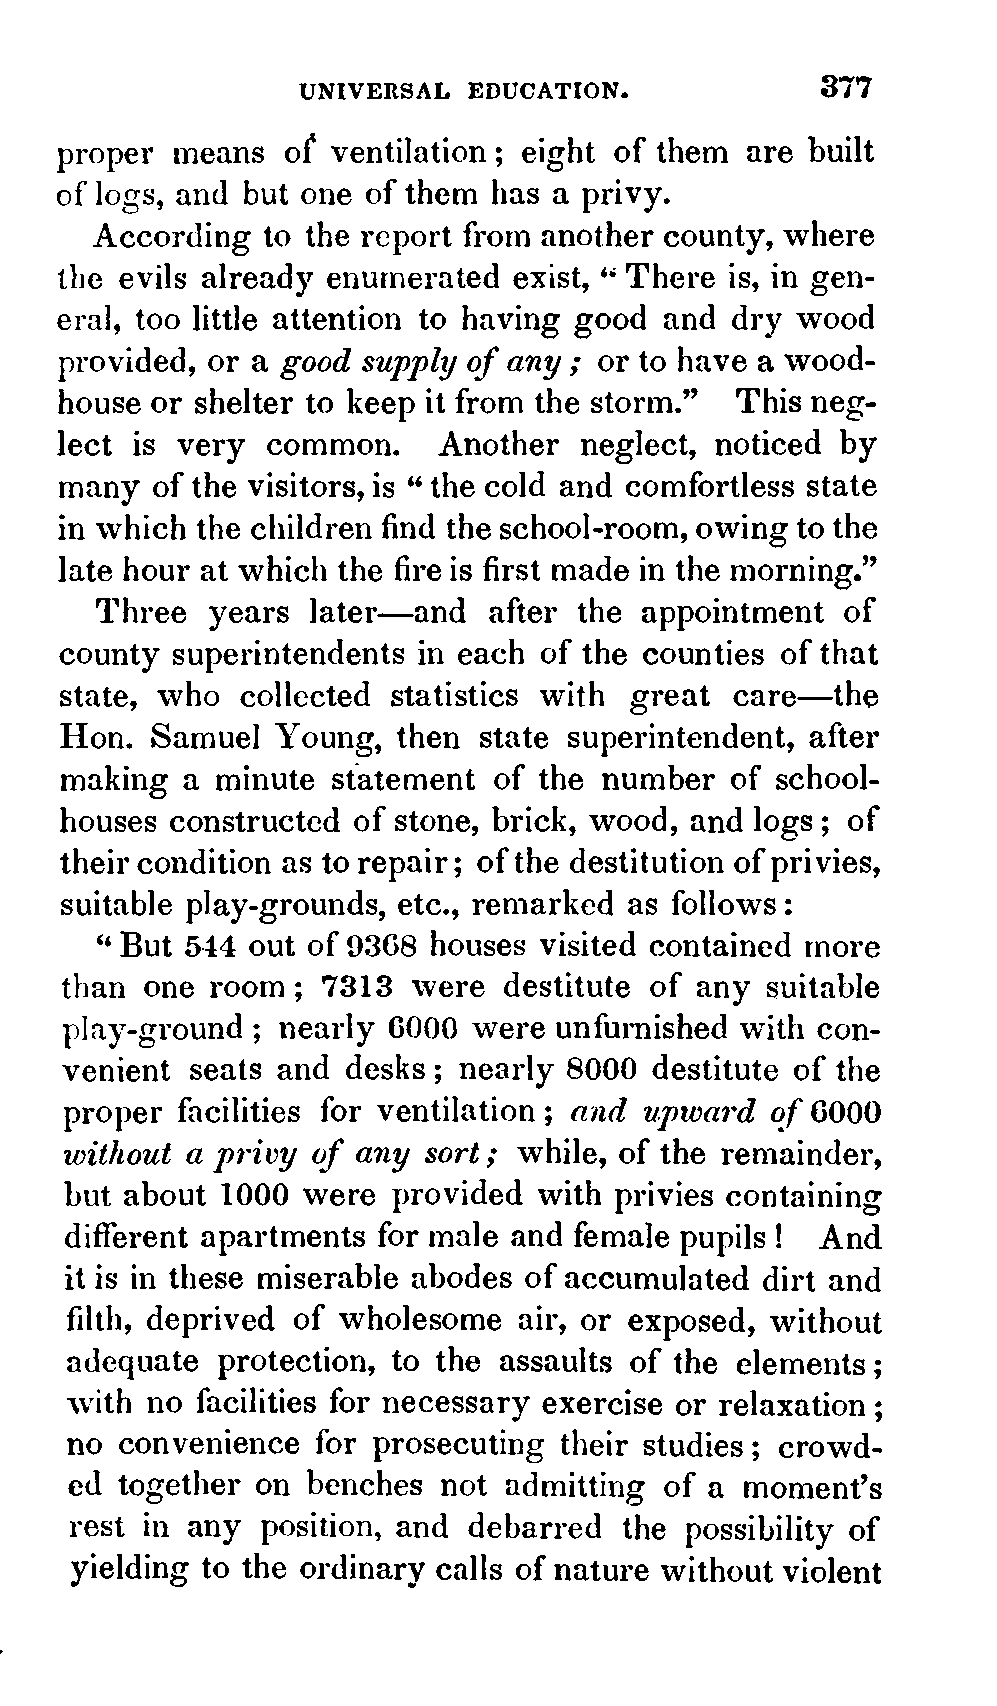 UNIVERSAL EDUCATION. 377
proper means of ventilation; eight of them are built
of logs, and but one of them has a privy.
According to the report from another county, where
the evils already enumerated exist, “There is, in gen-
eral, too little attention to having good and dry wood
provided, or a good supply of any; or to have a wood-
house or shelter to keep it from the storm.” This neg-
lect is very common. Another neglect, noticed by
many of the visitors, is “the cold and comfortless state
in which the children find the school-room, owing to the
late hour at which the fire is first made in the morning.”
Three years later—and after the appointment of
county superintendents in each of the counties of that
state, who collected statistics with great care—the
Hon. Samuel Young, then state superintendent, after
making a minute statement of the number of school-
houses constructed of stone, brick, wood, and logs; of
their condition as to repair; of the destitution of privies,
suitable play-grounds, etc., remarked as follows:
“But 544 out of 9368 houses visited contained more
than one room; 7313 were destitute of any suitable
play-ground; nearly 6000 were unfurnished with con-
venient seats and desks; nearly 8000 destitute of the
proper facilities for ventilation; and upward of 6000
without a privy of any sort; while, of the remainder,
but about 1000 were provided with privies containing
different apartments for male and female pupils! And
it is in these miserable abodes of accumulated dirt and
filth, deprived of wholesome air, or exposed, without
adequate protection, to the assaults of the elements;
with no facilities for necessary exercise or relaxation;
no convenience for prosecuting their studies; crowd-
ed together on benches not admitting of a moment’s
rest in any position, and debarred the possibility of
yielding to the ordinary calls of nature without violent